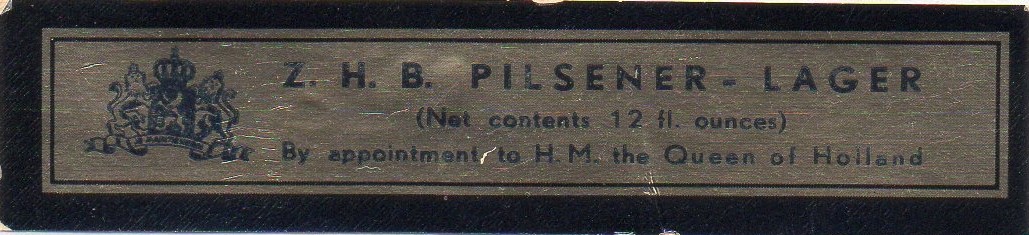 Z. H. B. PILSENER - LAGER
(Net contents 12 fl. ounces)
By appointment to H. M. the Queen of Holland